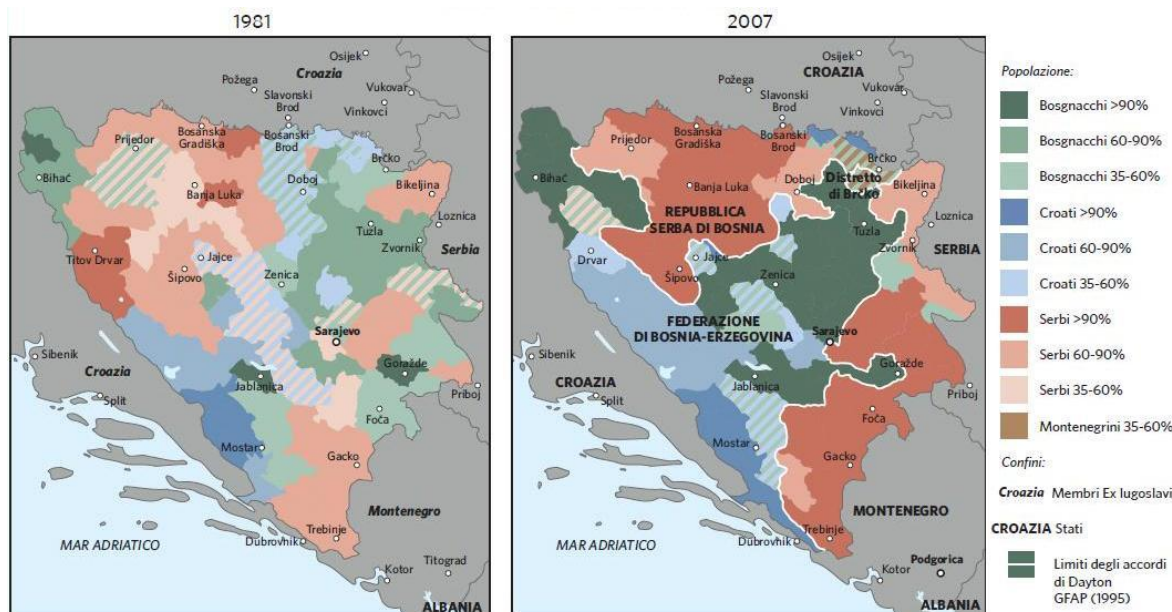 1981
Osijek
Croazia
Požega
Vukovar
Slavonski
Brod
Vinkovci
Prijedor
Bosanska
Gradiška
Bosanski
Brod
Brčko
Bihać
Banja Luka
Doboj
Bikeljina
Loznica
Tuzla
Zvornik
Serbia
Titov Drvar
Jajce
Šipovo
Zenica
Sarajevo
Sibenik
Croazia
Goražde
Split
Jablanica
Priboj
Foča
Mostar
Gacko
Montenegro
Trebinje
MAR ADRIATICO
Dubrovnik
Titograd
Kotor
ALBANIA
2007
Osijek
CROAZIA
Požega
Vukovar
Slavonski
Brod
Vinkovci
Prijedor
Bosanska
Gradiška
Bosanski
Brod
Brčko
Bihać
Banja Luka
Doboj
Distretto
di Brčko
Bikeljina
Loznica
REPUBBLICA
SERBA DI BOSNIA
Tuzla
Zvornik
SERBIA
Drvar
Jajce
Šipovo
Zenica
FEDERAZIONE
DI BOSNIA-ERZEGOVINA
Sarajevo
Sibenik
CROAZIA
Goražde
Split
Jablanica
Priboj
Foča
Mostar
Gacko
MONTENEGRO
Trebinje
MAR ADRIATICO
Dubrovnik
Podgorica
Kotor
ALBANIA
Popolazione:
Bosgnacchi >90%
Bosgnacchi 60-90%
Bosgnacchi 35-60%
Croati >90%
Croati 60-90%
Croati 35-60%
Serbi >90%
Serbi 60-90%
Serbi 35-60%
Montenegrini 35-60%
Confini:
Croazia Membri Ex Iugoslavi
CROAZIA Stati
Limiti degli accordi
di Dayton
GFAP (1995)